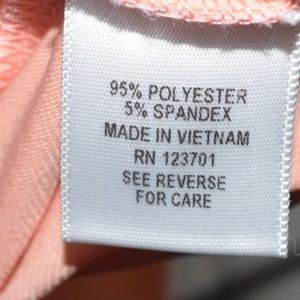 95% POLYESTER
5% SPANDEX
MADE IN VIETNAM
RN 123701
SEE REVERSE
FOR CARE